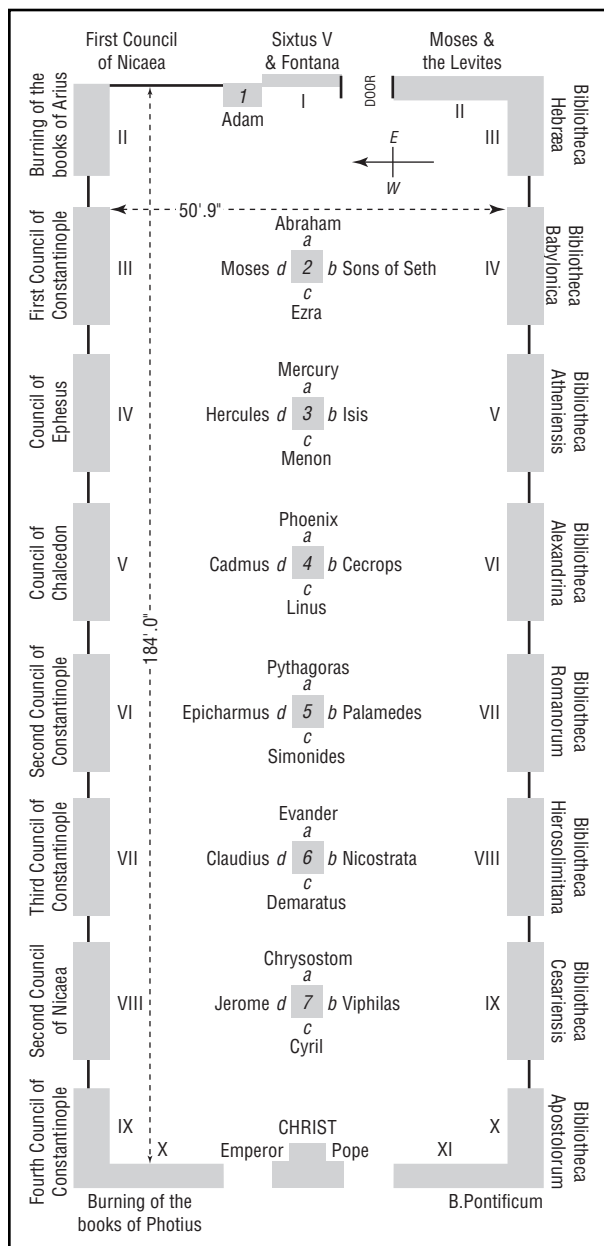 First Council
of Nicaea
Sixtus V
& Fontana
Moses &
the Levites
Burning of the
books of Arius
II
1
Adam
I
DOOR
II
III
Bibliotheca
Hebræa
E
W
50'.9"
184'.0"
First Council of
Constantinople
III
Abraham
a
Moses d 2 b Sons of Seth
c
Ezra
IV
Bibliotheca
Babylonica
Council of
Ephesus
IV
Mercury
a
Hercules d 3 b Isis
c
Menon
V
Bibliotheca
Atheniensis
Council of
Chalcedon
V
Phoenix
a
Cadmus d 4 b Cecrops
c
Linus
VI
Bibliotheca
Alexandrina
Second Council of
Constantinople
VI
Pythagoras
a
Epicharmus d 5 b Palamedes
c
Simonides
VII
Bibliotheca
Romanorum
Third Council of
Constantinople
VII
Evander
a
Claudius d 6 b Nicostrata
c
Demaratus
VIII
Bibliotheca
Hierosolimitana
Second Council
of Nicaea
VIII
Chrysostom
a
Jerome d 7 b Viphilas
c
Cyril
IX
Bibliotheca
Cesariensis
Fourth Council of
Constantinople
IX
X
CHRIST
Emperor Pope
XI
X
Bibliotheca
Apostolorum
Burning of the
books of Photius
B.Pontificum